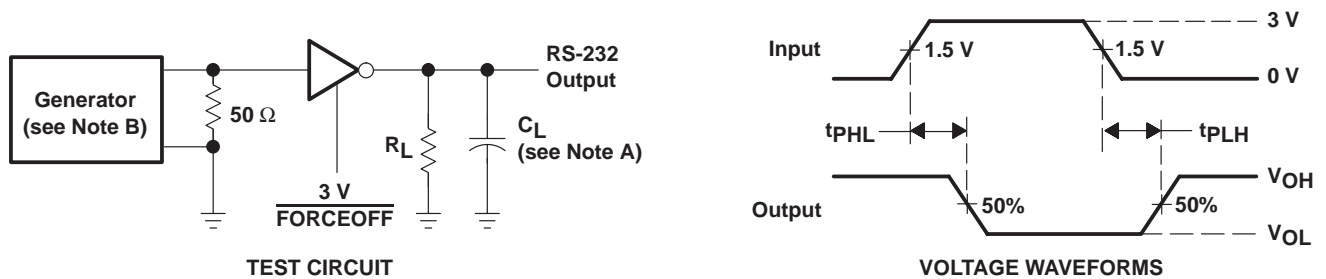 Generator
(see Note B)
50 Ω
3 V
FORCEOFF
RL
CL
(see Note A)
RS-232
Output
TEST CIRCUIT
Input
1.5 V
1.5 V
3 V
0 V
tPHL
tPLH
Output
50%
50%
VOH
VOL
VOLTAGE WAVEFORMS